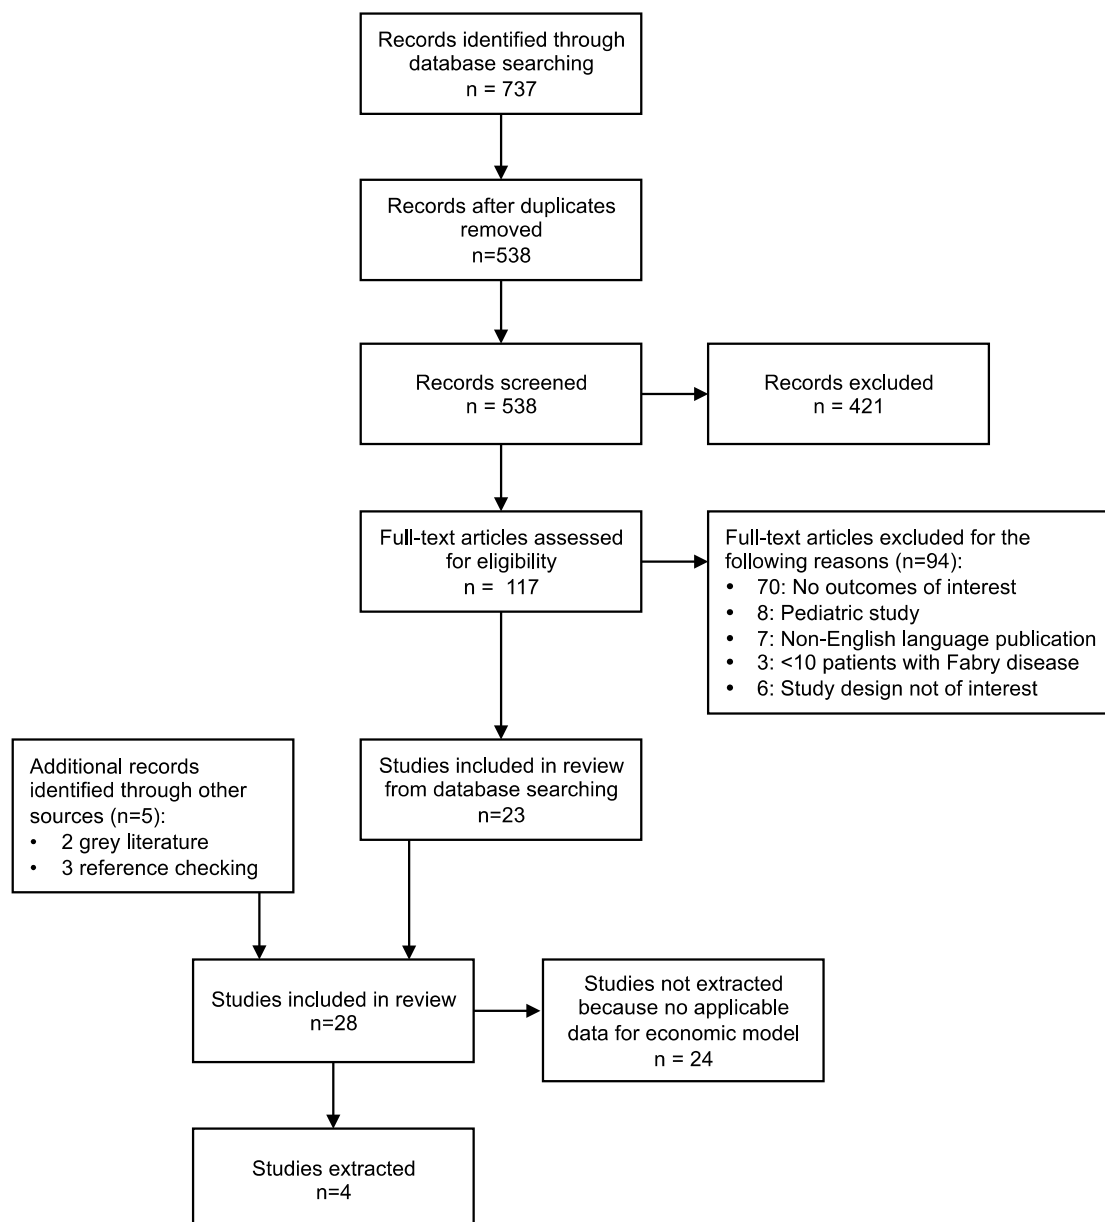 Records identified through
database searching
n = 737
Records after duplicates
removed
n=538
Records screened
n = 538
Records excluded
n = 421
Full-text articles assessed
for eligibility
n = 117
Full-text articles excluded for the
following reasons (n=94):
• 70: No outcomes of interest
• 8: Pediatric study
• 7: Non-English language publication
• 3: <10 patients with Fabry disease
• 6: Study design not of interest
Additional records
identified through other
sources (n=5):
• 2 grey literature
• 3 reference checking
Studies included in review
from database searching
n=23
Studies included in review
n=28
Studies not extracted
because no applicable
data for economic model
n = 24
Studies extracted
n=4